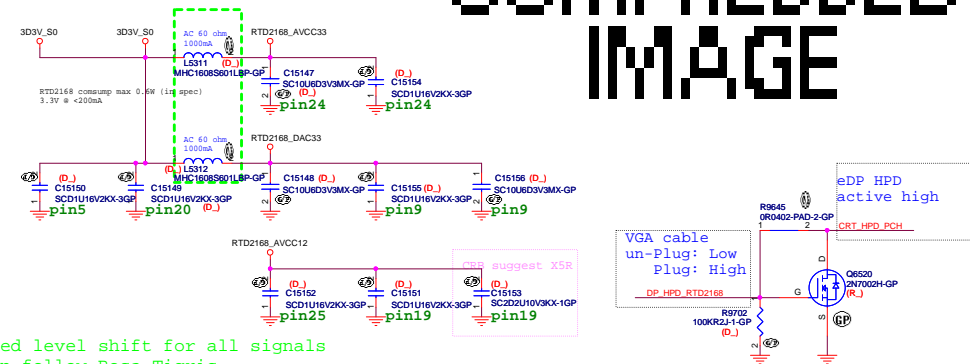 COMPRESSED
IMAGE
3D3V_S0
3D3V_S0
AC 60 ohm
1000mA
RTD2168_AVCC33
L5311 (D_)
MHC1608S601LBP-GP
C15147
SC10U6D3V3MX-GP
(D_)
pin24
(D_)
C15154
SCD1U16V2KX-3GP
pin24
RTD2168 comsump max 0.6W (in spec)
3.3V @ <200mA
AC 60 ohm
1000mA
RTD2168_DAC33
(D_)
L5312
MHC1608S601LBP-GP
(D_)
C15150
SCD1U16V2KX-3GP
pin5
C15149
SCD1U16V2KX-3GP
pin20 (D_)
C15148 (D_)
SC10U6D3V3MX-GP
C15155 (D_)
SCD1U16V2KX-3GP
pin9
C15156 (D_)
SC10U6D3V3MX-GP
pin9
RTD2168_AVCC12
CRB suggest X5R
(D_)
C15152
SCD1U16V2KX-3GP
pin25
(D_)
C15151
SCD1U16V2KX-3GP
pin19
(D_)
C15153
SC2D2U10V3KX-1GP
pin19
eDP HPD
active high
R9645
0R0402-PAD-2-GP
1 2
CRT_HPD_PCH
VGA cable
un-Plug: Low
Plug: High
DP_HPD_RTD2168
D
G
S
Q6520
2N7002H-GP
(R_)
GP
R9702
100KR2J-1-GP
(D_)
ed level shift for all signals